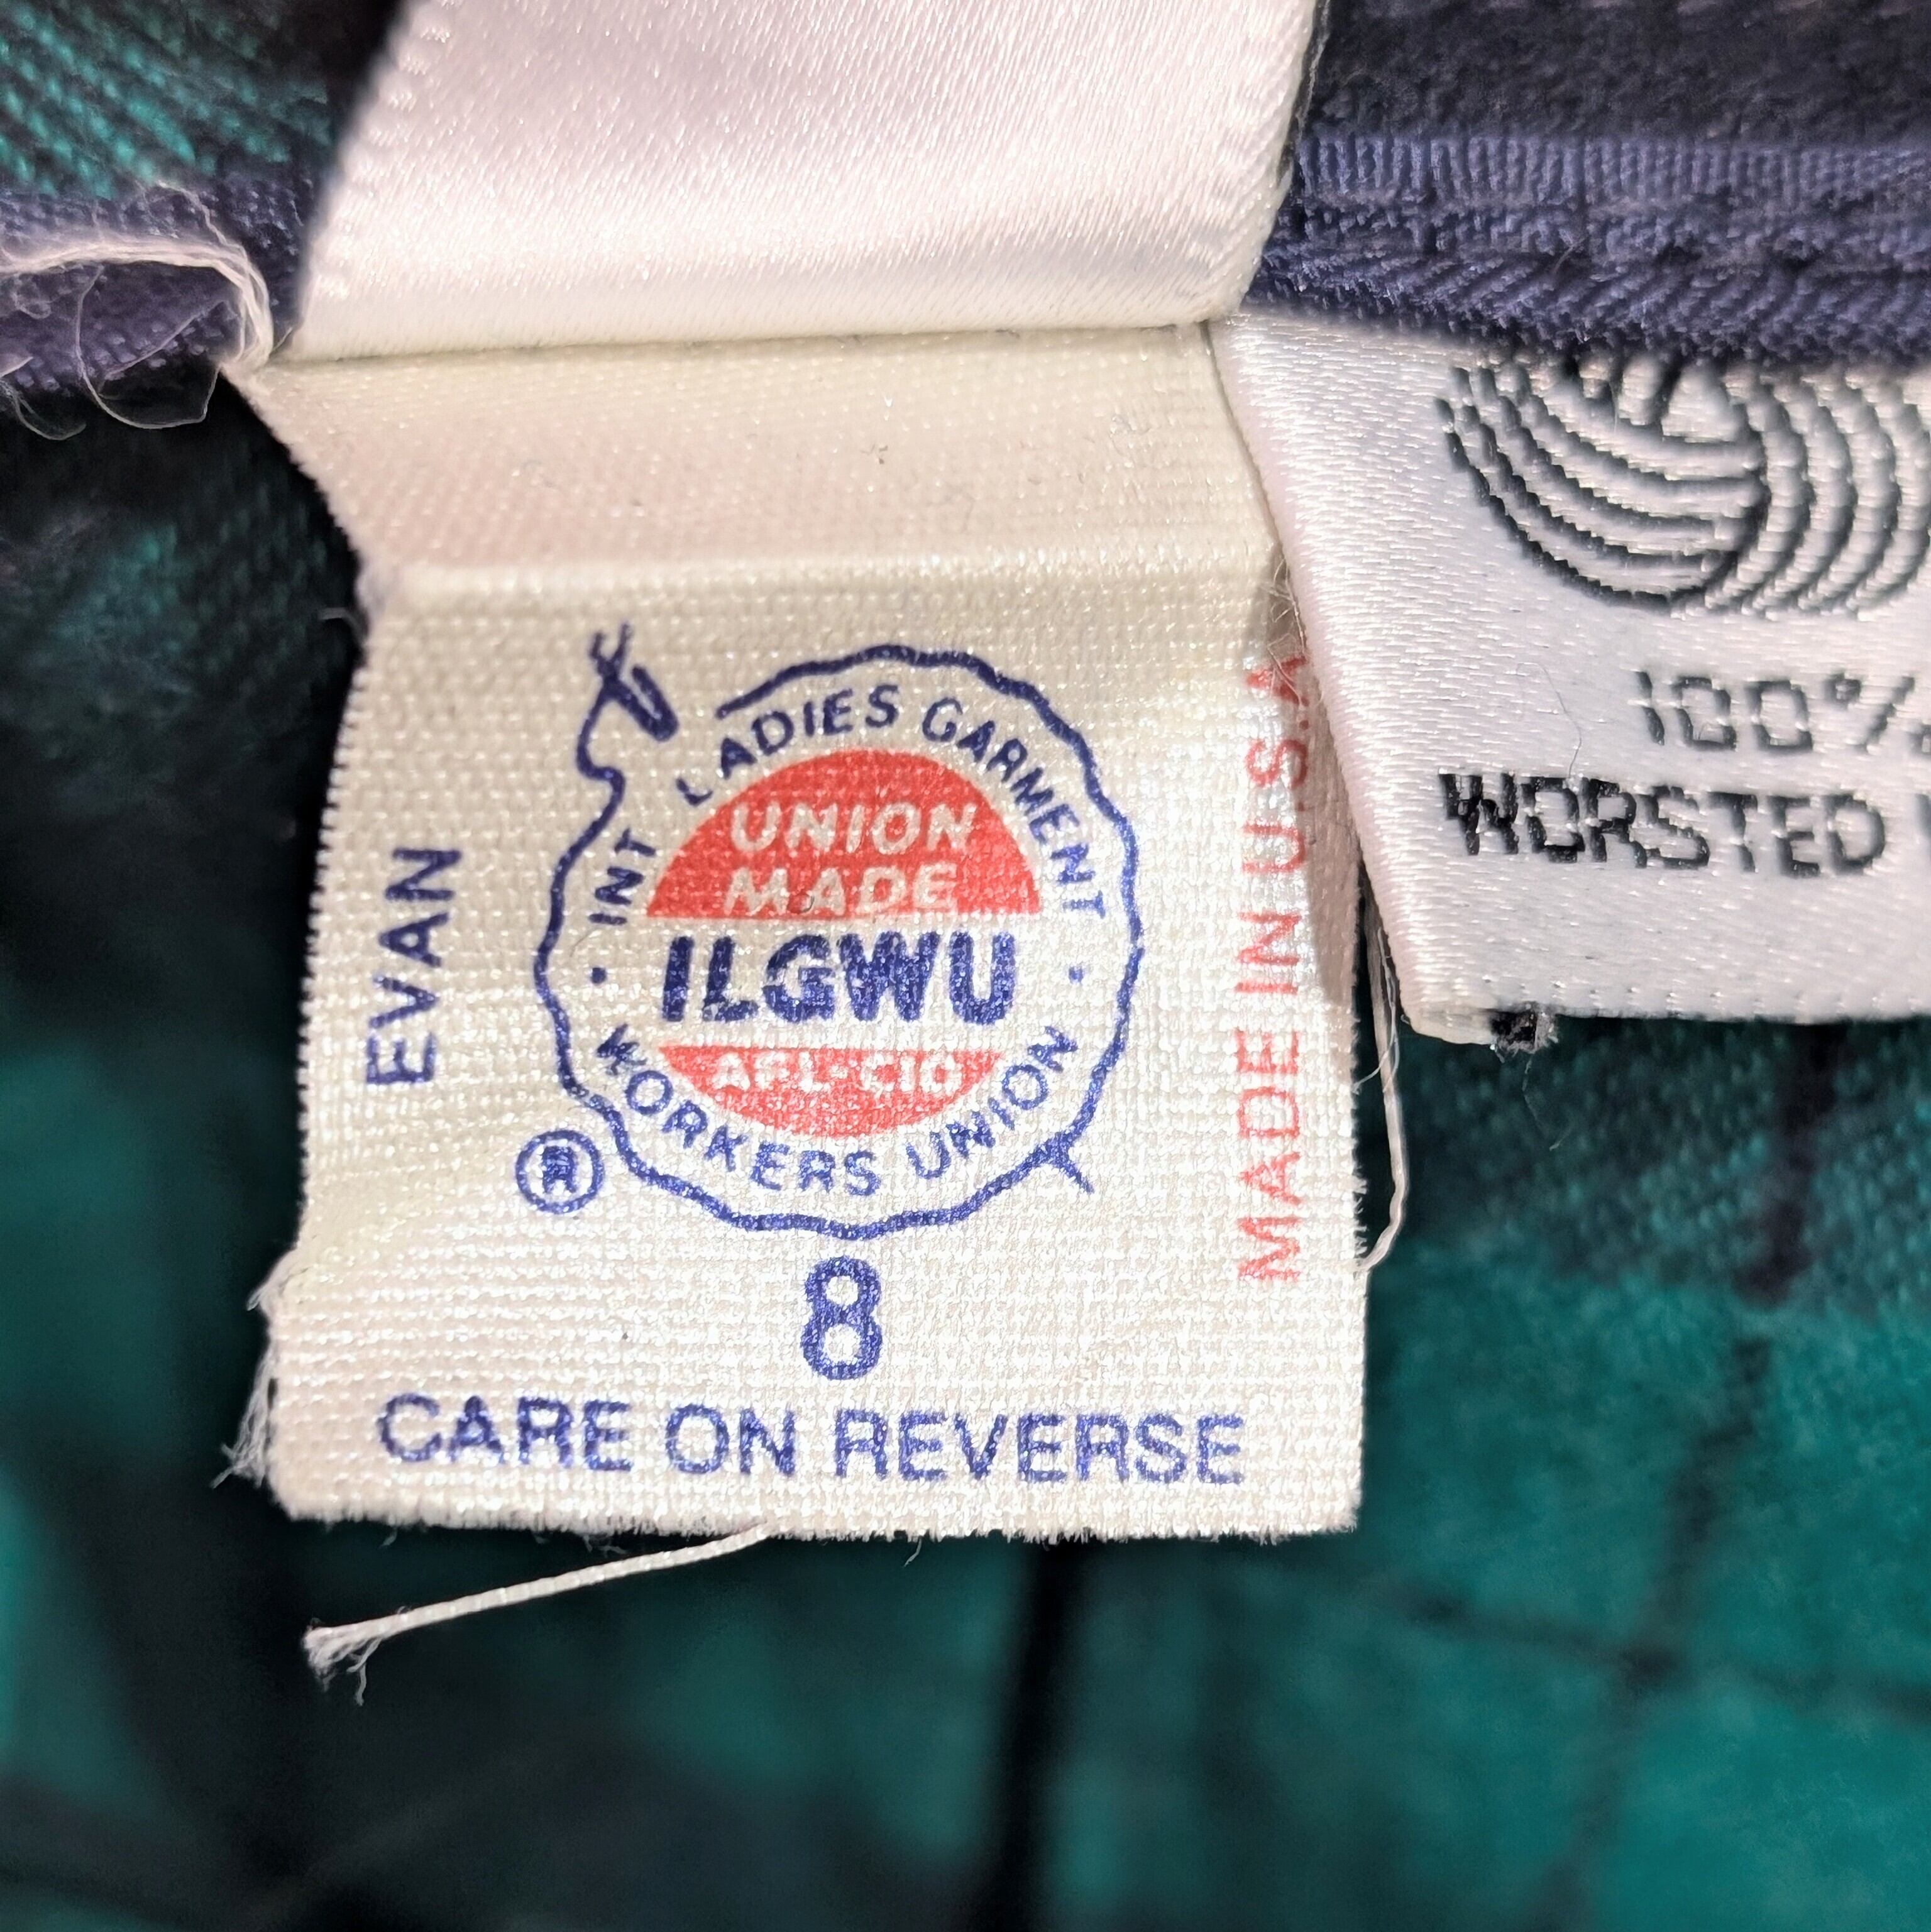 INT LADIES GARMENT
UNION
MADE
ILGWU
AFL-CIO
WORKERS UNION
®
EVAN
MADE IN U.S.A
8
CARE ON REVERSE
100%
WORSTED